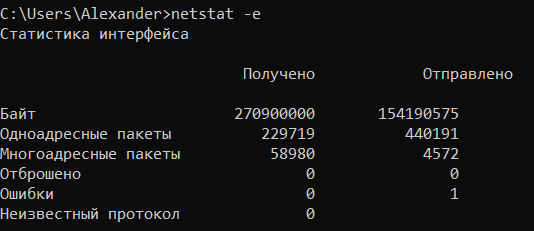 C:\Users\Alexander>netstat -e
Статистика интерфейса
Получено Отправлено
Байт 270900000 154190575
Одноадресные пакеты 229719 440191
Многоадресные пакеты 58980 4572
Отброшено 0 0
Ошибки 0 1
Неизвестный протокол 0